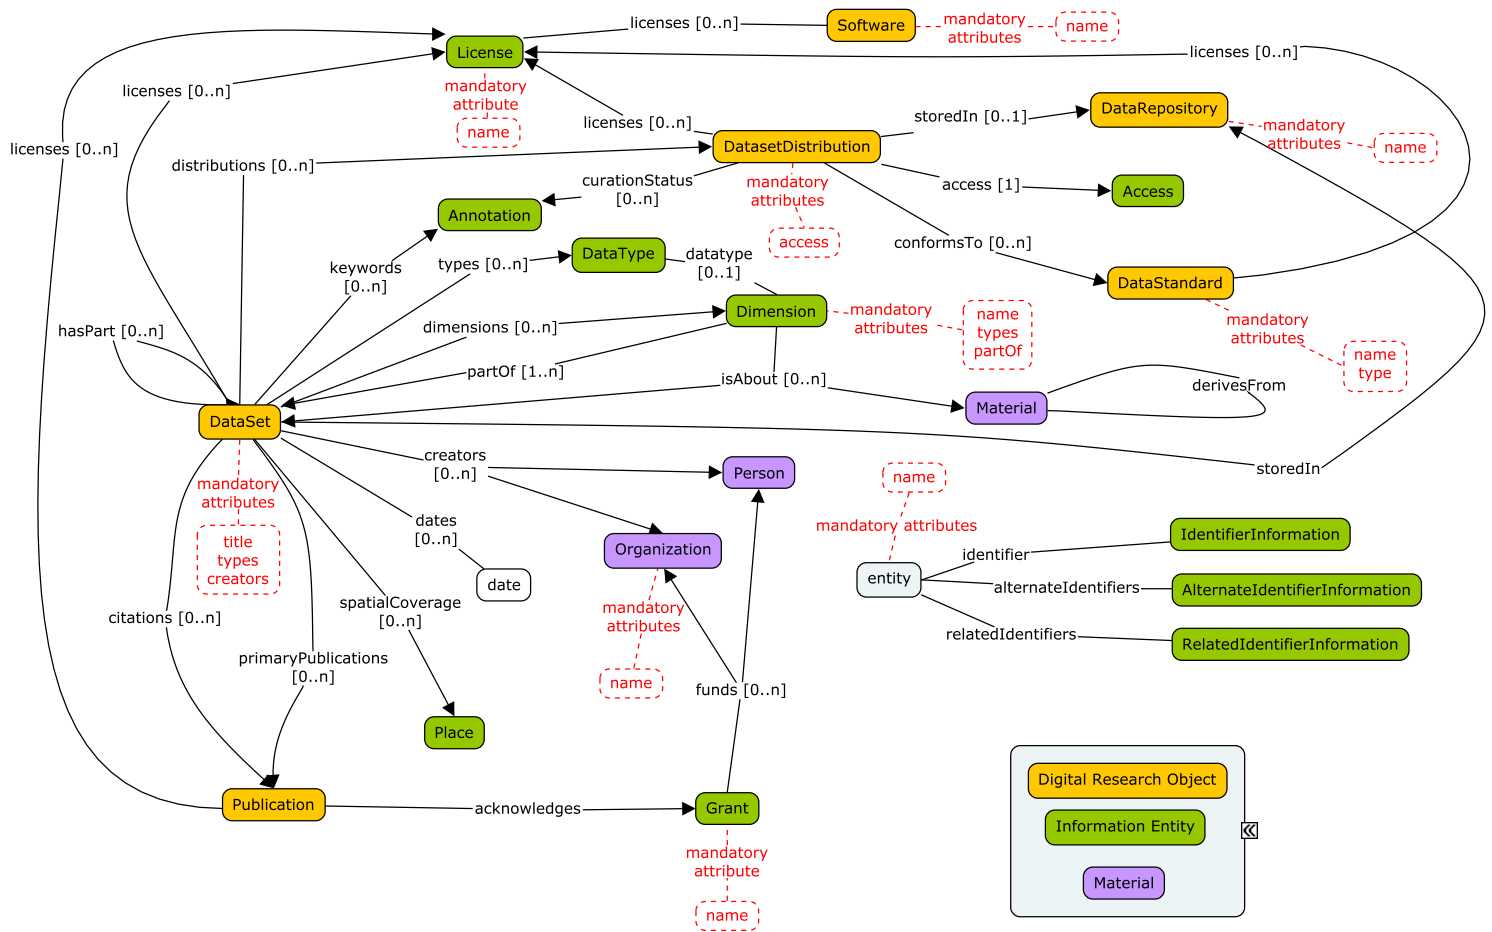 licenses [0..n]
Software
mandatory
attributes
name
License
licenses [0..n]
mandatory
attribute
name
licenses [0..n]
licenses [0..n]
licenses [0..n]
storedIn [0..1]
DataRepository
mandatory
attributes
name
distributions [0..n]
DatasetDistribution
mandatory
attributes
access
access [1]
Access
curationStatus
[0..n]
Annotation
conformsTo [0..n]
DataStandard
mandatory
attributes
name
type
keywords
[0..n]
types [0..n]
DataType
datatype
[0..1]
Dimension
mandatory
attributes
name
types
partOf
hasPart [0..n]
dimensions [0..n]
partOf [1..n]
isAbout [0..n]
Material
derivesFrom
DataSet
mandatory
attributes
title
types
creators
storedIn
creators
[0..n]
Person
Organization
mandatory
attributes
name
dates
[0..n]
date
name
mandatory attributes
entity
identifier
IdentifierInformation
alternateIdentifiers
AlternateIdentifierInformation
relatedIdentifiers
RelatedIdentifierInformation
spatialCoverage
[0..n]
Place
citations [0..n]
primaryPublications
[0..n]
funds [0..n]
Publication
acknowledges
Grant
mandatory
attribute
name
Digital Research Object
Information Entity
Material